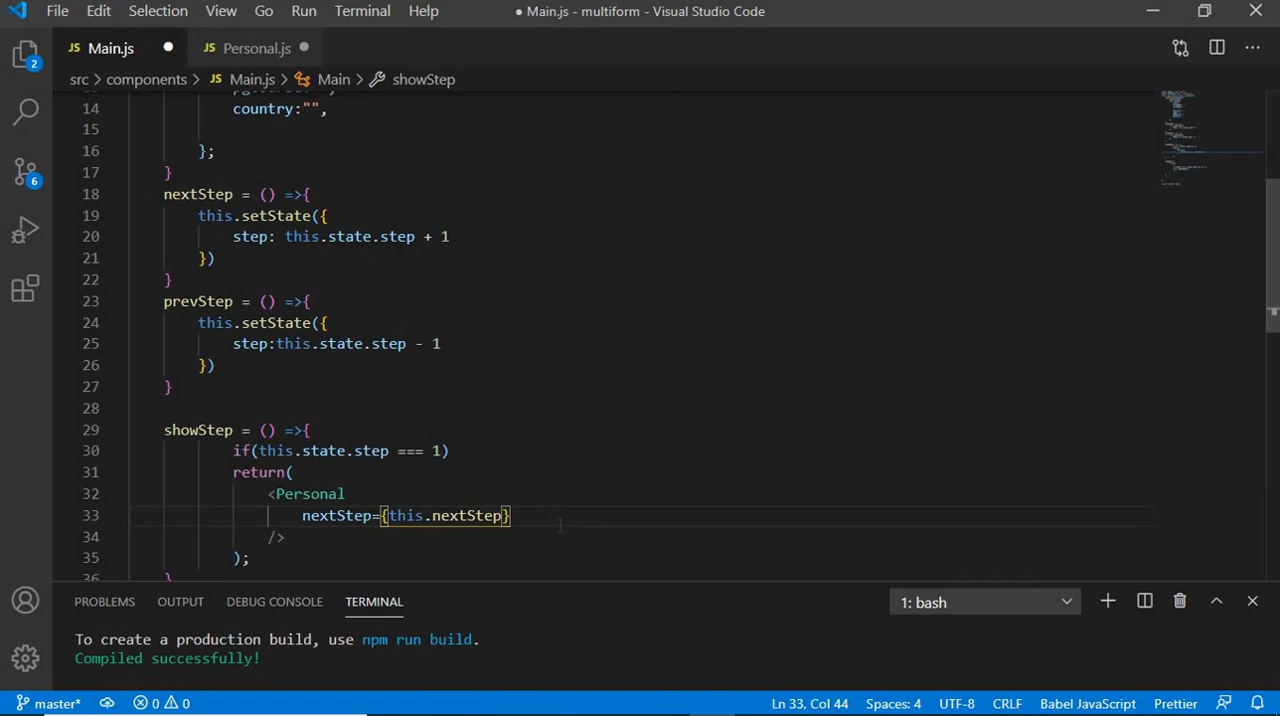 File Edit Selection View Go Run Terminal Help
● Main.js - multiform - Visual Studio Code
JS Main.js ● JS Personal.js ●
src > components > JS Main.js > Main > showStep
14 country:"",
15
16 };
17 }
18 nextStep = () =>{
19 this.setState({
20 step: this.state.step + 1
21 })
22 }
23 prevStep = () =>{
24 this.setState({
25 step:this.state.step - 1
26 })
27 }
28
29 showStep = () =>{
30 if(this.state.step === 1)
31 return(
32 <Personal
33 nextStep={this.nextStep}
34 />
35 );
36 }
2
6
PROBLEMS OUTPUT DEBUG CONSOLE TERMINAL 1: bash
To create a production build, use npm run build.
Compiled successfully!
master* 0 0 Ln 33, Col 44 Spaces: 4 UTF-8 CRLF Babel JavaScript Prettier